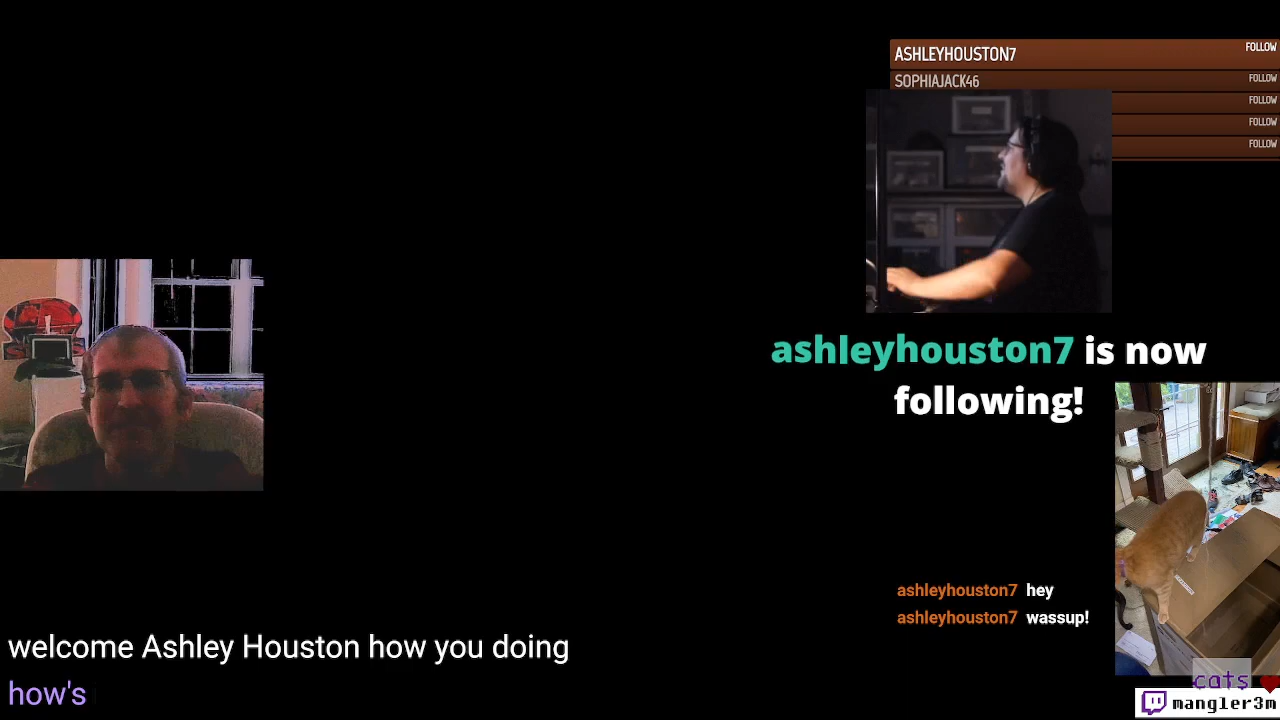 ASHLEYHOUSTON7 FOLLOW
SOPHIAJACK46 FOLLOW
FOLLOW
FOLLOW
FOLLOW
ashleyhouston7 is now
following!
ashleyhouston7 hey
ashleyhouston7 wassup!
welcome Ashley Houston how you doing
how's
cats
mangler3m